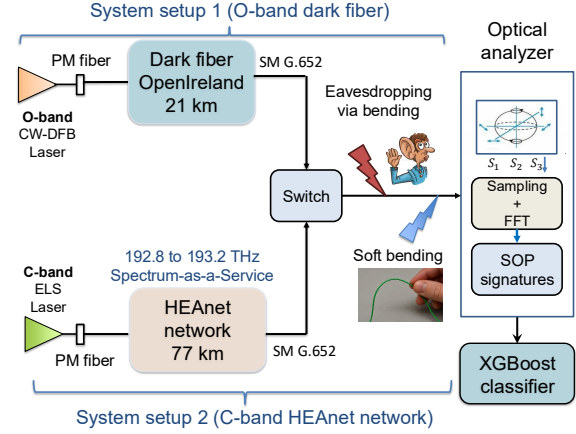 System setup 1 (O-band dark fiber)
PM fiber
O-band
CW-DFB
Laser
Dark fiber
OpenIreland
21 km
SM G.652
Switch
Eavesdropping
via bending
Soft bending
Optical
analyzer
S₁ S₂ S₃
Sampling
+
FFT
SOP
signatures
XGBoost
classifier
192.8 to 193.2 THz
Spectrum-as-a-Service
C-band
ELS
Laser
PM fiber
HEAnet
network
77 km
SM G.652
System setup 2 (C-band HEAnet network)